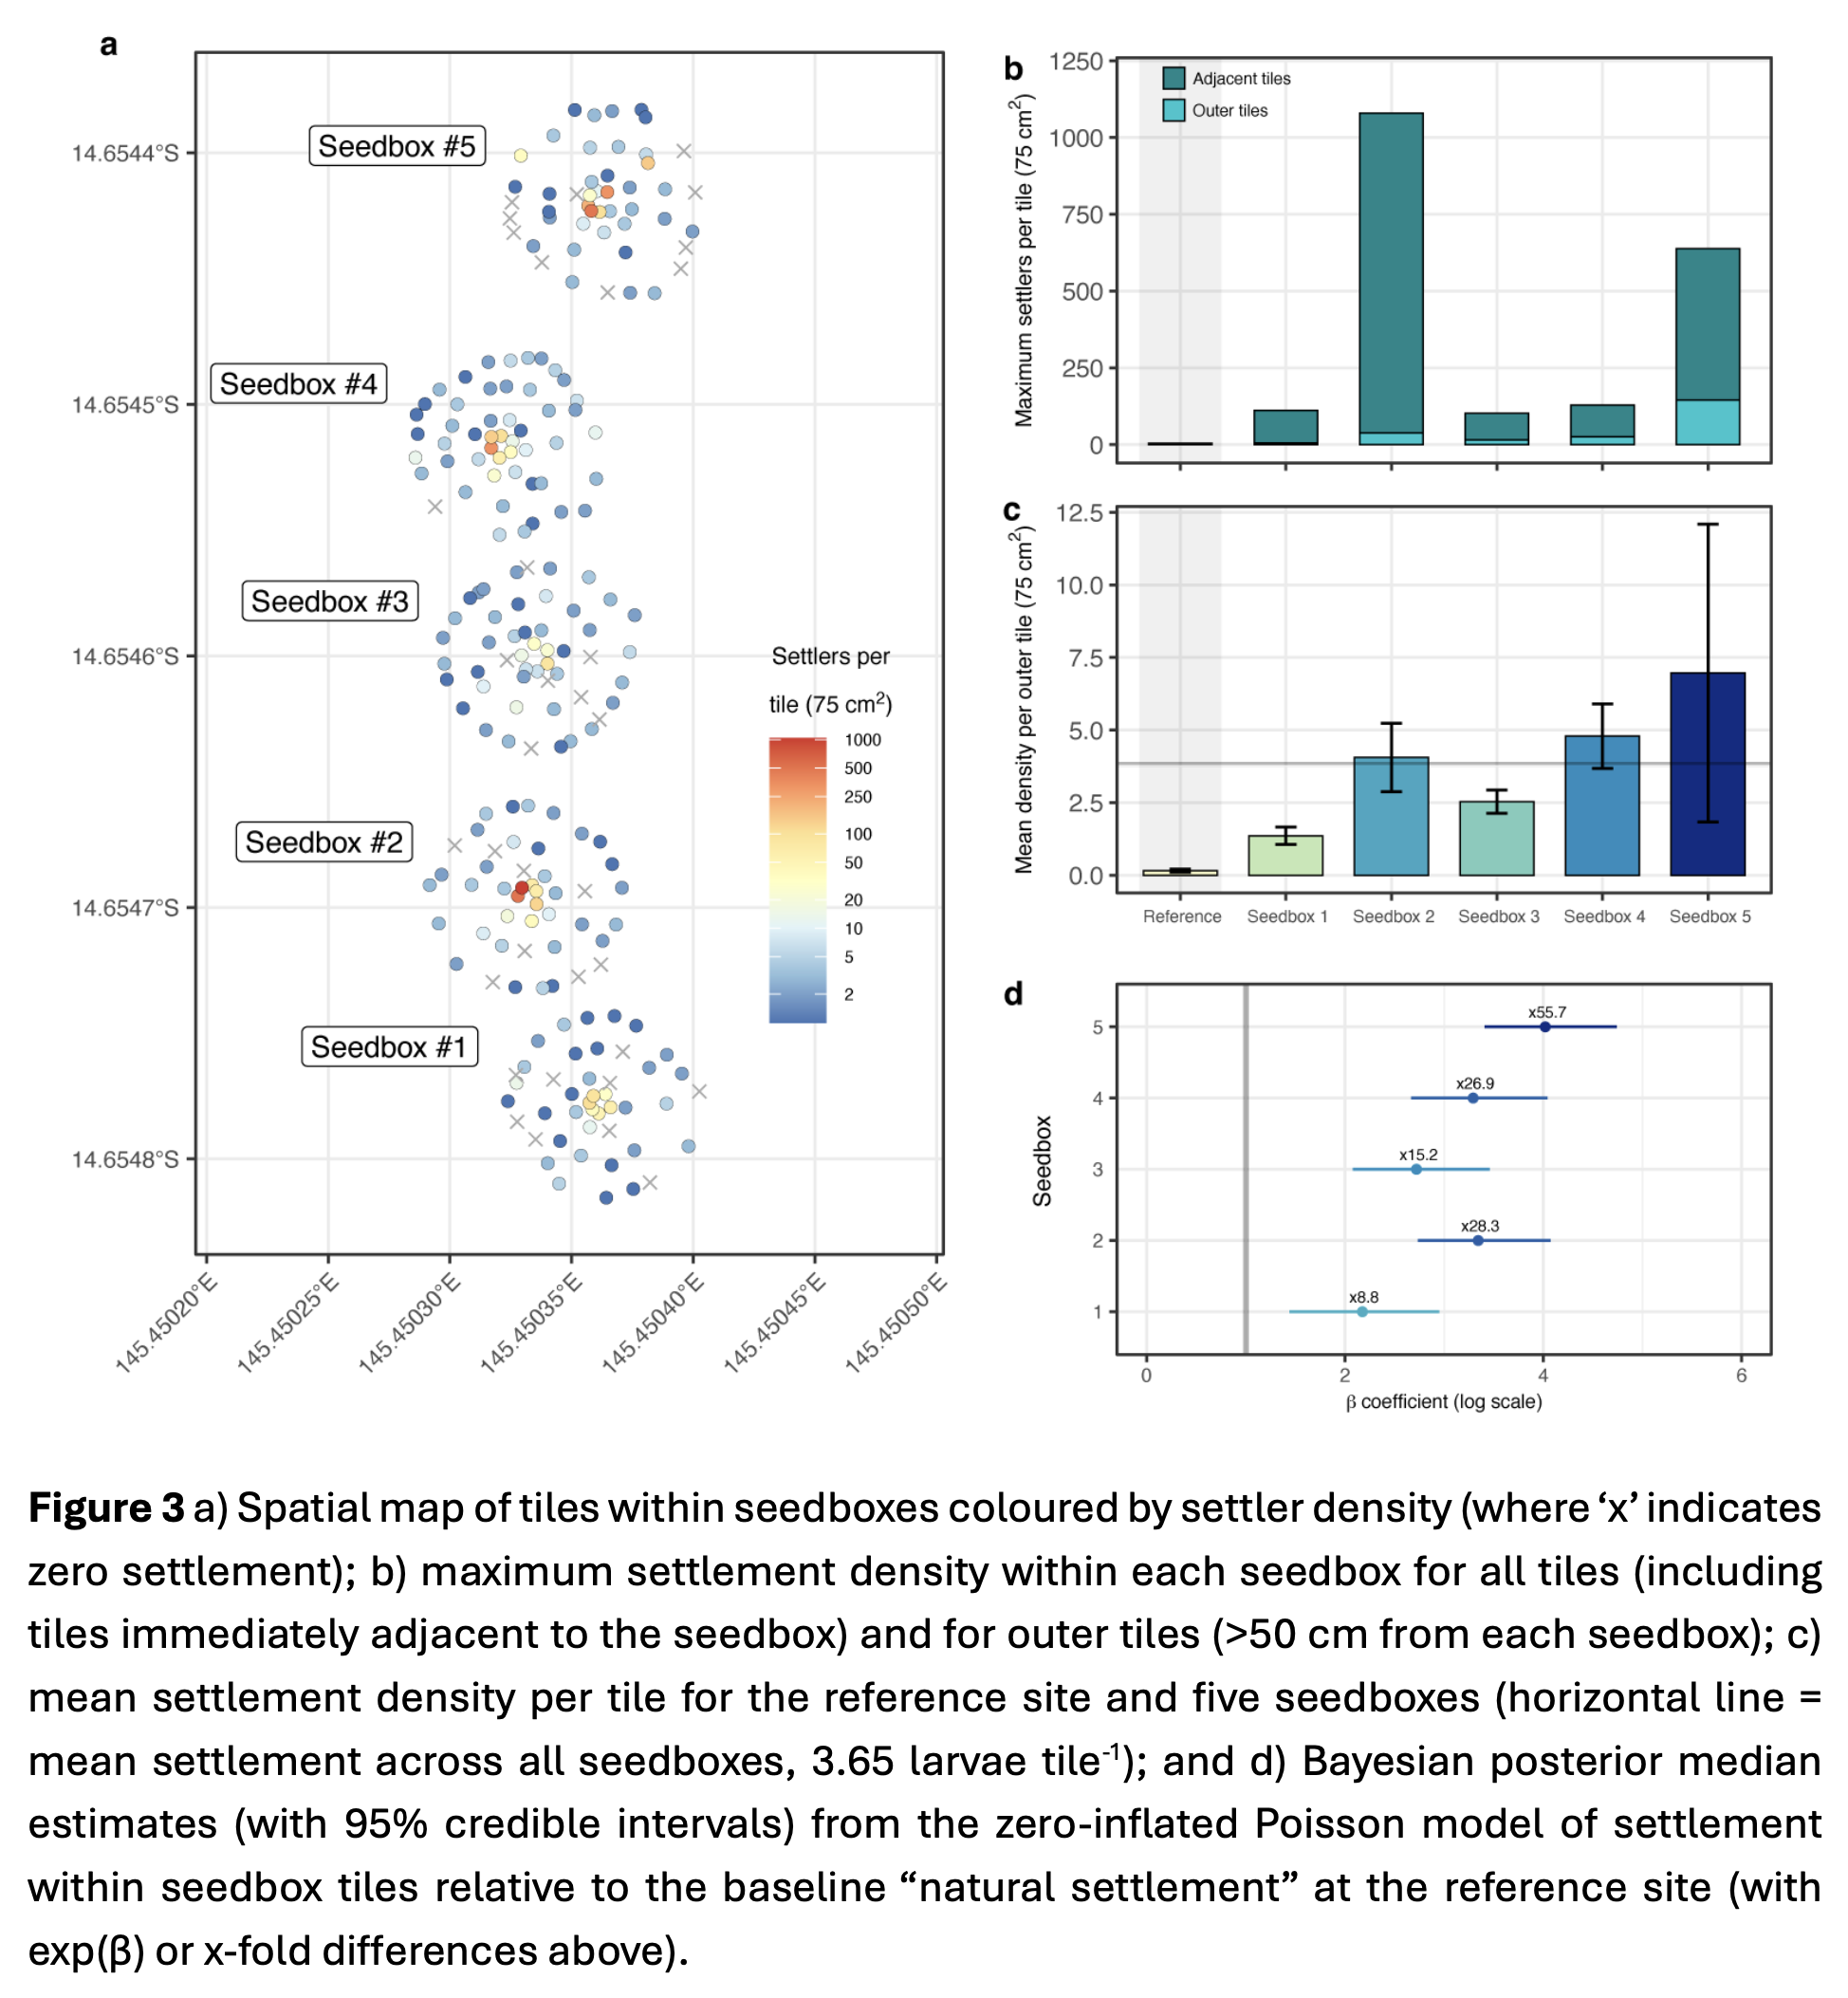 a
Seedbox #5
Seedbox #4
Seedbox #3
Seedbox #2
Seedbox #1
14.6544°S
14.6545°S
14.6546°S
14.6547°S
14.6548°S
145.45020°E
145.45025°E
145.45030°E
145.45035°E
145.45040°E
145.45045°E
145.45050°E
Settlers per
tile (75 cm²)
1000
500
250
100
50
20
10
5
2
b
Adjacent tiles
Outer tiles
Maximum settlers per tile (75 cm²)
1250
1000
750
500
250
0
c
Mean density per outer tile (75 cm²)
12.5
10.0
7.5
5.0
2.5
0.0
Reference
Seedbox 1
Seedbox 2
Seedbox 3
Seedbox 4
Seedbox 5
d
Seedbox
5
4
3
2
1
x55.7
x26.9
x15.2
x28.3
x8.8
0
2
4
6
β coefficient (log scale)
Figure 3 a) Spatial map of tiles within seedboxes coloured by settler density (where ‘x’ indicates
zero settlement); b) maximum settlement density within each seedbox for all tiles (including
tiles immediately adjacent to the seedbox) and for outer tiles (>50 cm from each seedbox); c)
mean settlement density per tile for the reference site and five seedboxes (horizontal line =
mean settlement across all seedboxes, 3.65 larvae tile⁻¹); and d) Bayesian posterior median
estimates (with 95% credible intervals) from the zero-inflated Poisson model of settlement
within seedbox tiles relative to the baseline “natural settlement” at the reference site (with
exp(β) or x-fold differences above).